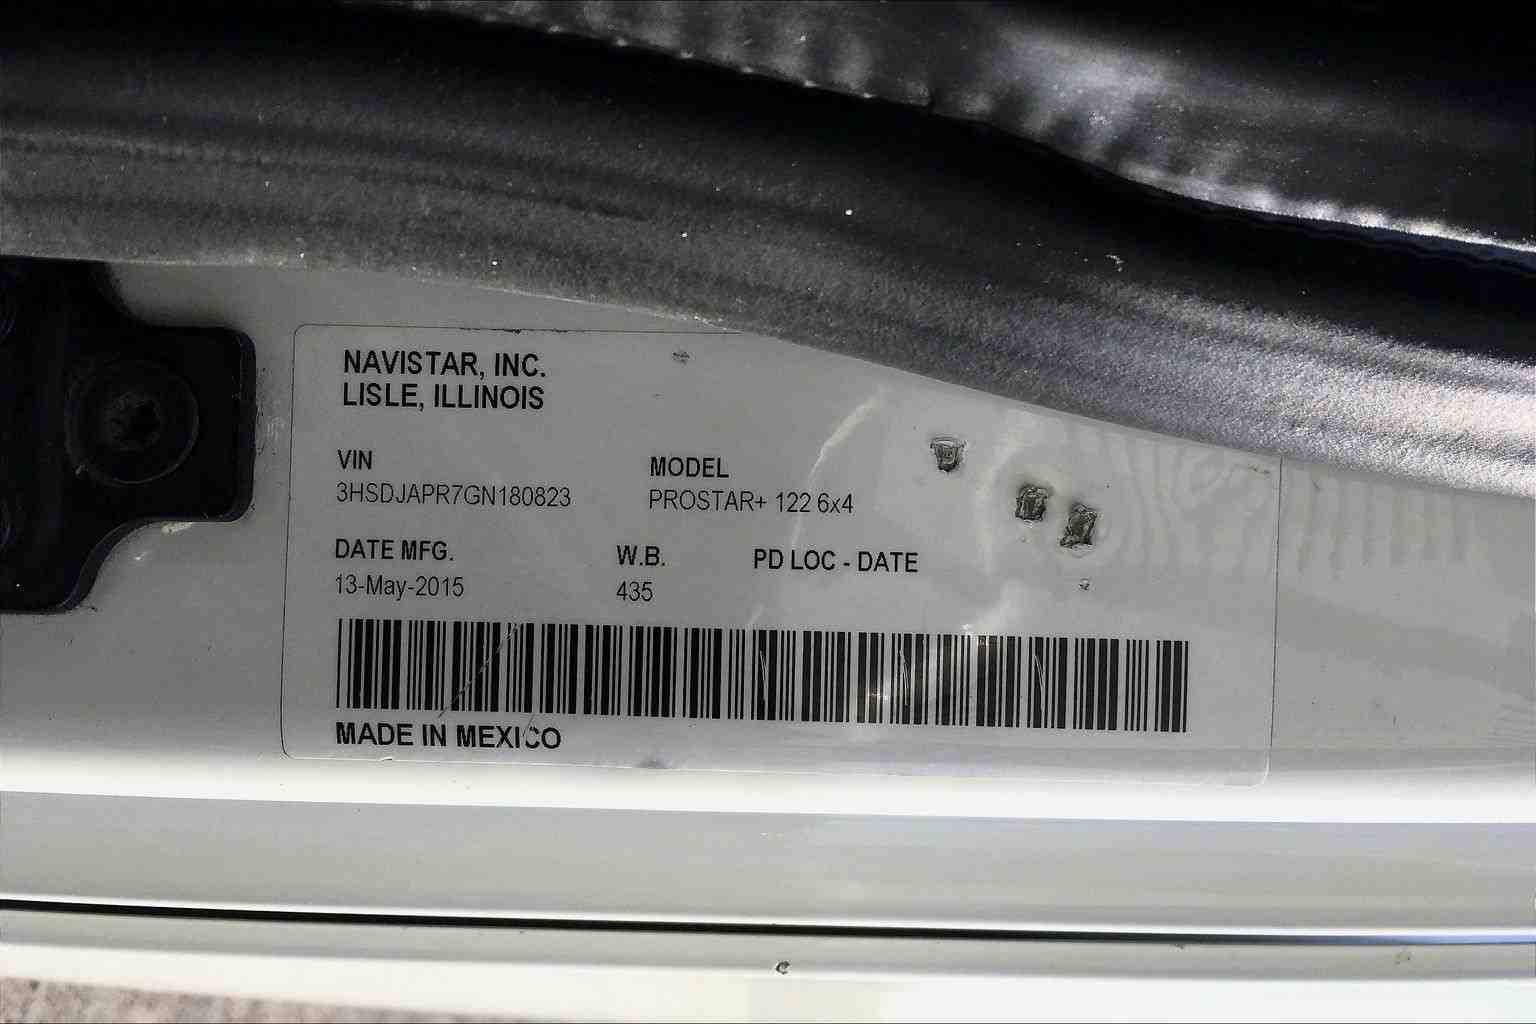 NAVISTAR, INC.
LISLE, ILLINOIS
VIN MODEL
3HSDJAPR7GN180823 PROSTAR+ 122 6x4
DATE MFG. W.B. PD LOC - DATE
13-May-2015 435
MADE IN MEXICO